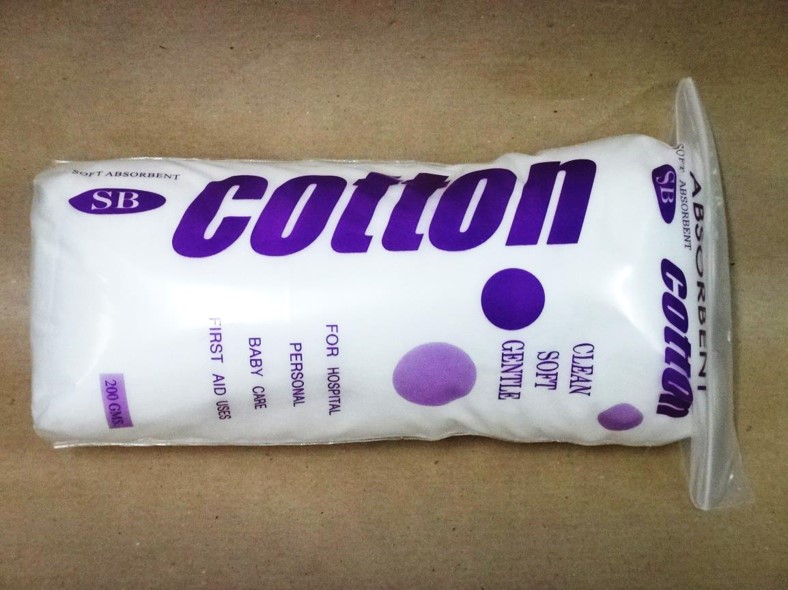 SOFT ABSORBENT
SB
cotton
CLEAN
SOFT
GENTLE
FOR HOSPITAL
PERSONAL
BABY CARE
FIRST AID USES
200 GMS.
SOFT ABSORBENT
SB
cotton
ABSORBENT